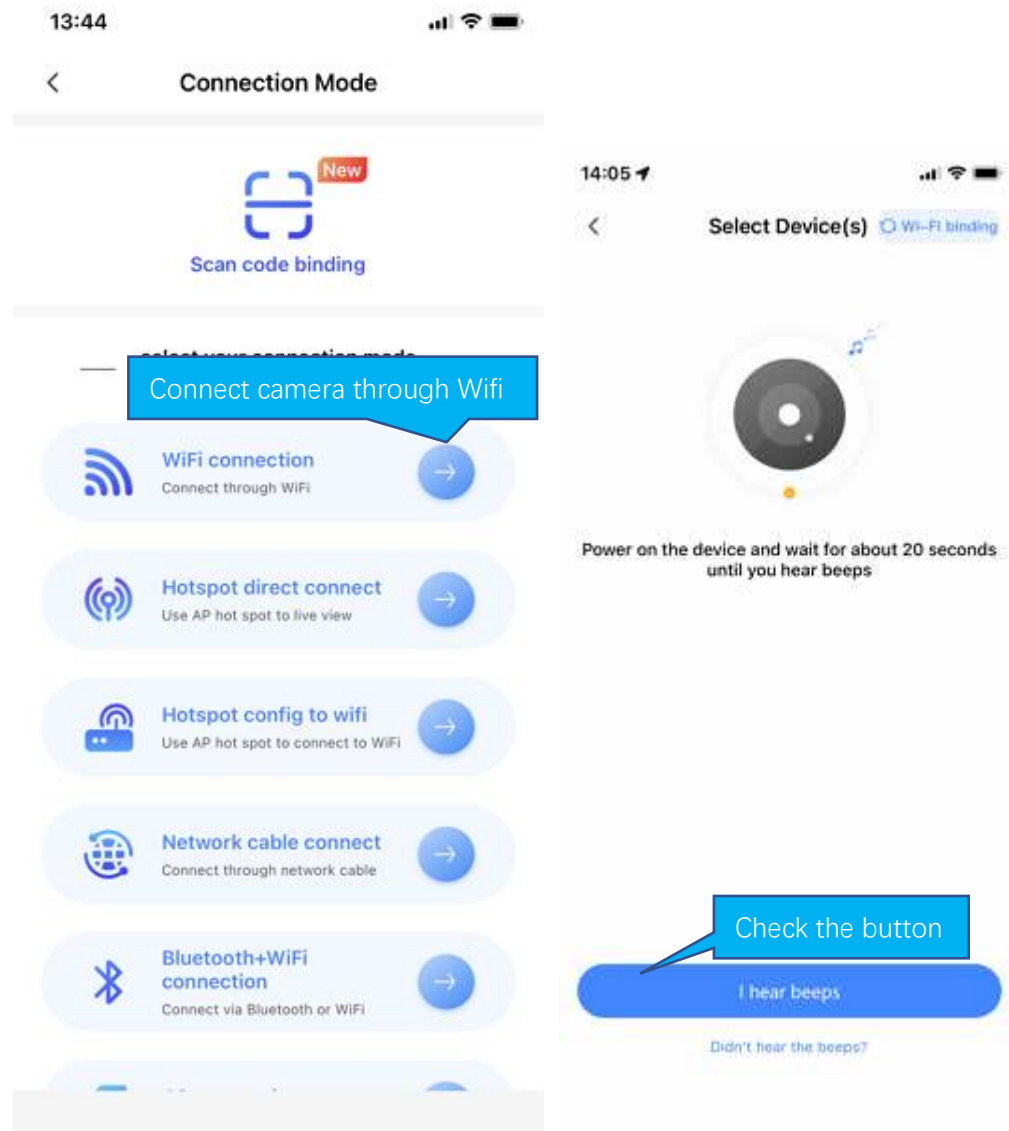 13:44
Connection Mode
New
Scan code binding
Connect camera through Wifi
WiFi connection
Connect through WiFi
Hotspot direct connect
Use AP hot spot to live view
Hotspot config to wifi
Use AP hot spot to connect to WiFi
Network cable connect
Connect through network cable
Bluetooth+WiFi
connection
Connect via Bluetooth or WiFi
14:05
Select Device(s)
Wi-Fi binding
Power on the device and wait for about 20 seconds
until you hear beeps
Check the button
I hear beeps
Didn't hear the beeps?